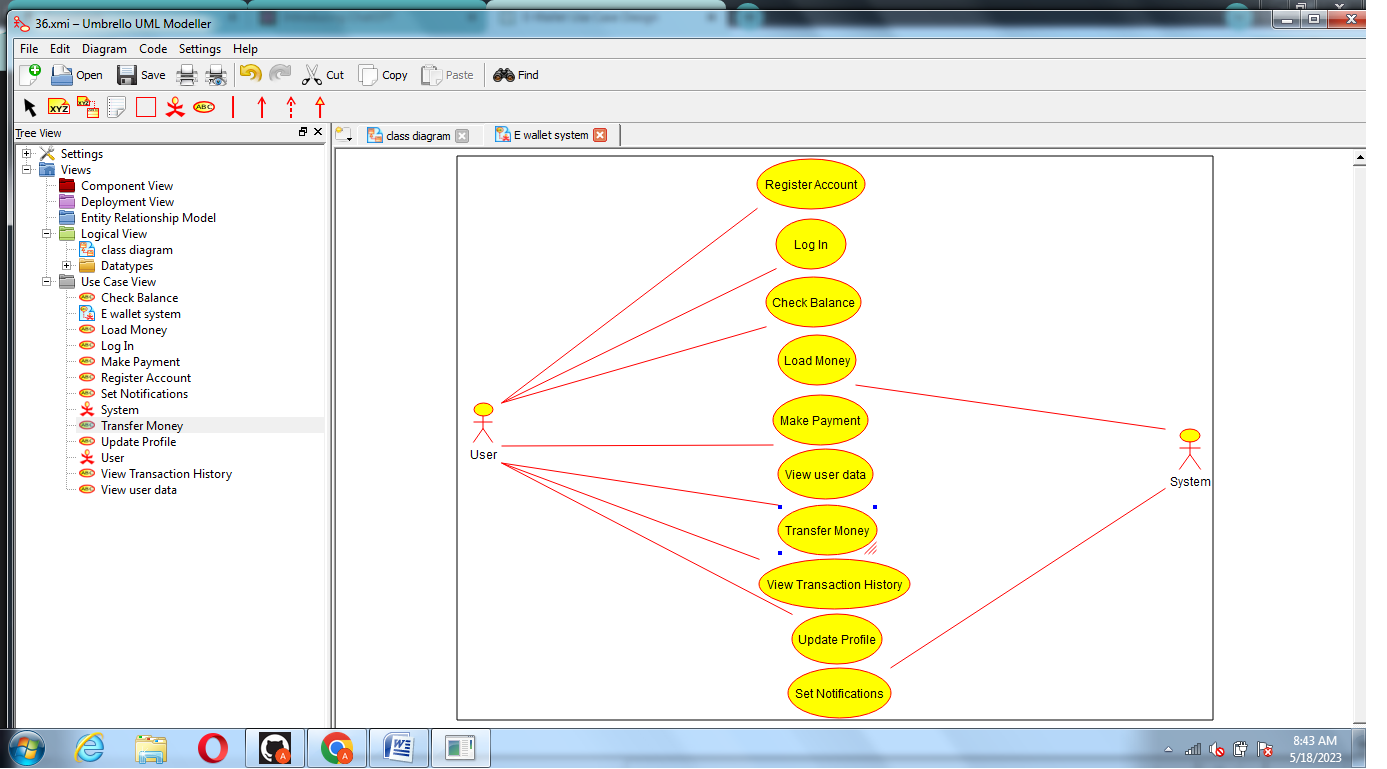 36.xmi – Umbrello UML Modeller
File Edit Diagram Code Settings Help
Open Save Cut Copy Paste Find
XYZ XYZ ABC
Tree View
class diagram
E wallet system
Settings
Views
Component View
Deployment View
Entity Relationship Model
Logical View
class diagram
Datatypes
Use Case View
Check Balance
E wallet system
Load Money
Log In
Make Payment
Register Account
Set Notifications
System
Transfer Money
Update Profile
User
View Transaction History
View user data
Register Account
Log In
Check Balance
Load Money
Make Payment
User
View user data
System
Transfer Money
View Transaction History
Update Profile
Set Notifications
8:43 AM
5/18/2023